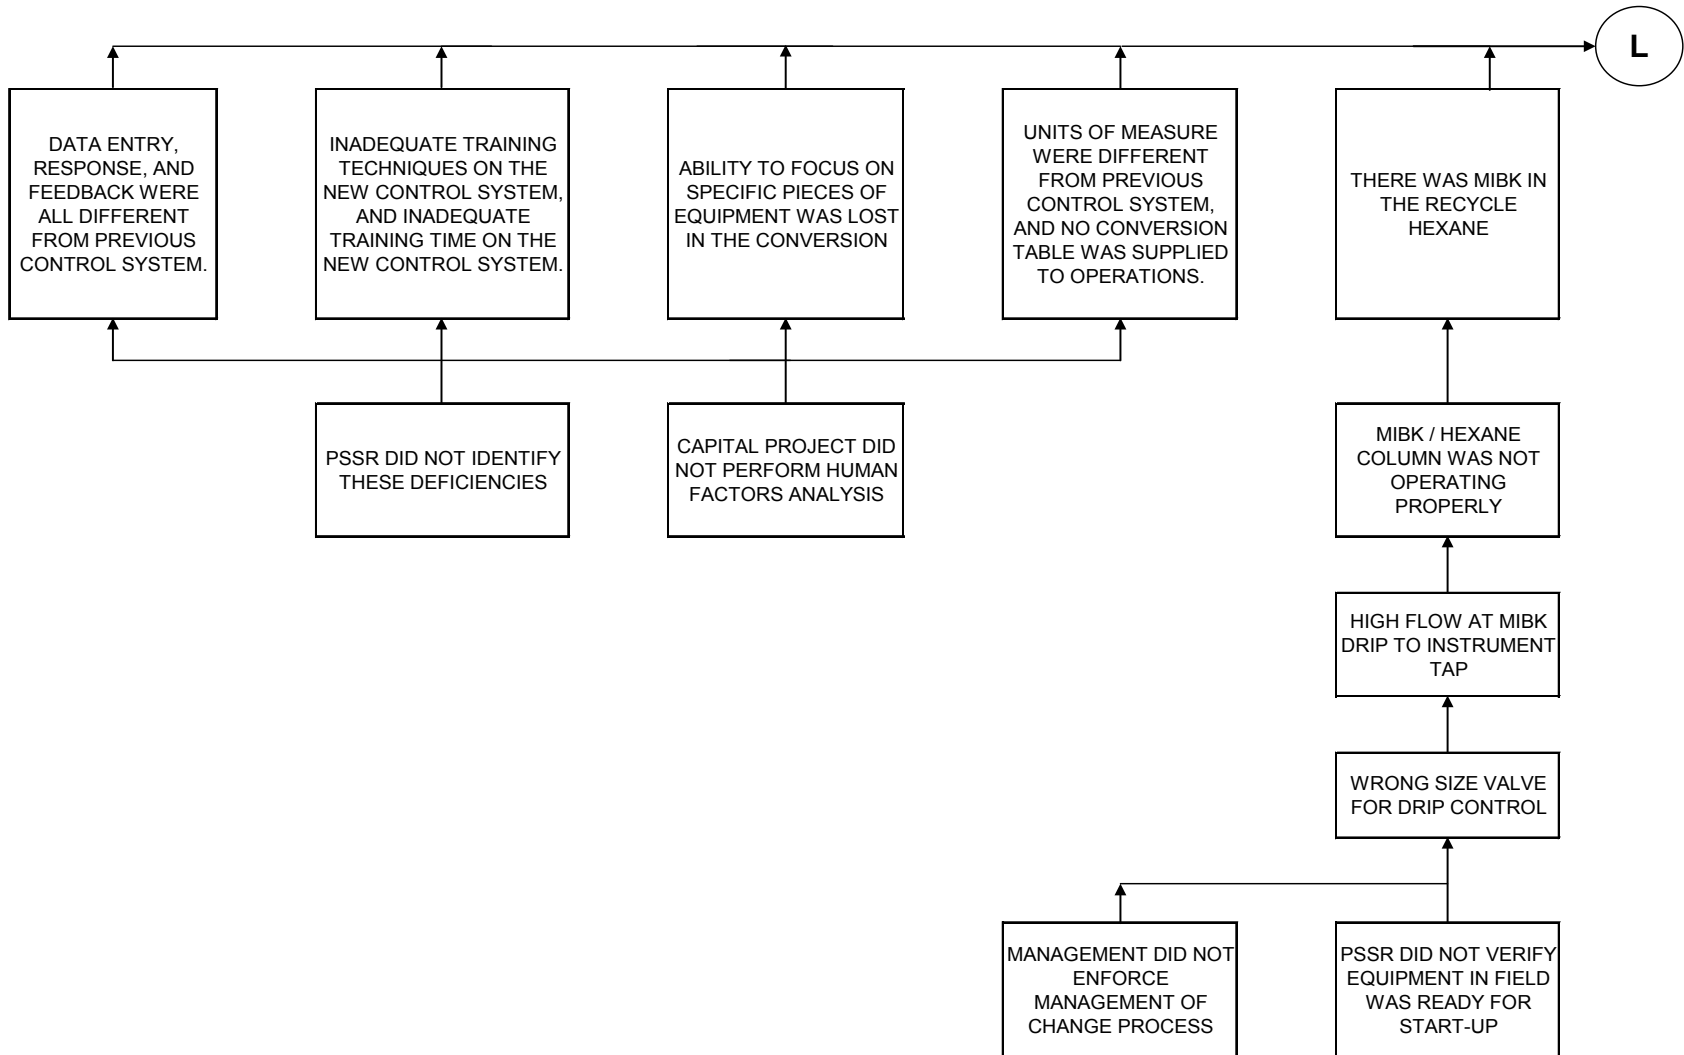 L
DATA ENTRY,
RESPONSE, AND
FEEDBACK WERE
ALL DIFFERENT
FROM PREVIOUS
CONTROL SYSTEM.
INADEQUATE TRAINING
TECHNIQUES ON THE
NEW CONTROL SYSTEM,
AND INADEQUATE
TRAINING TIME ON THE
NEW CONTROL SYSTEM.
ABILITY TO FOCUS ON
SPECIFIC PIECES OF
EQUIPMENT WAS LOST
IN THE CONVERSION
UNITS OF MEASURE
WERE DIFFERENT
FROM PREVIOUS
CONTROL SYSTEM,
AND NO CONVERSION
TABLE WAS SUPPLIED
TO OPERATIONS.
THERE WAS MIBK IN
THE RECYCLE
HEXANE
PSSR DID NOT IDENTIFY
THESE DEFICIENCIES
CAPITAL PROJECT DID
NOT PERFORM HUMAN
FACTORS ANALYSIS
MIBK / HEXANE
COLUMN WAS NOT
OPERATING
PROPERLY
HIGH FLOW AT MIBK
DRIP TO INSTRUMENT
TAP
WRONG SIZE VALVE
FOR DRIP CONTROL
MANAGEMENT DID NOT
ENFORCE
MANAGEMENT OF
CHANGE PROCESS
PSSR DID NOT VERIFY
EQUIPMENT IN FIELD
WAS READY FOR
START-UP